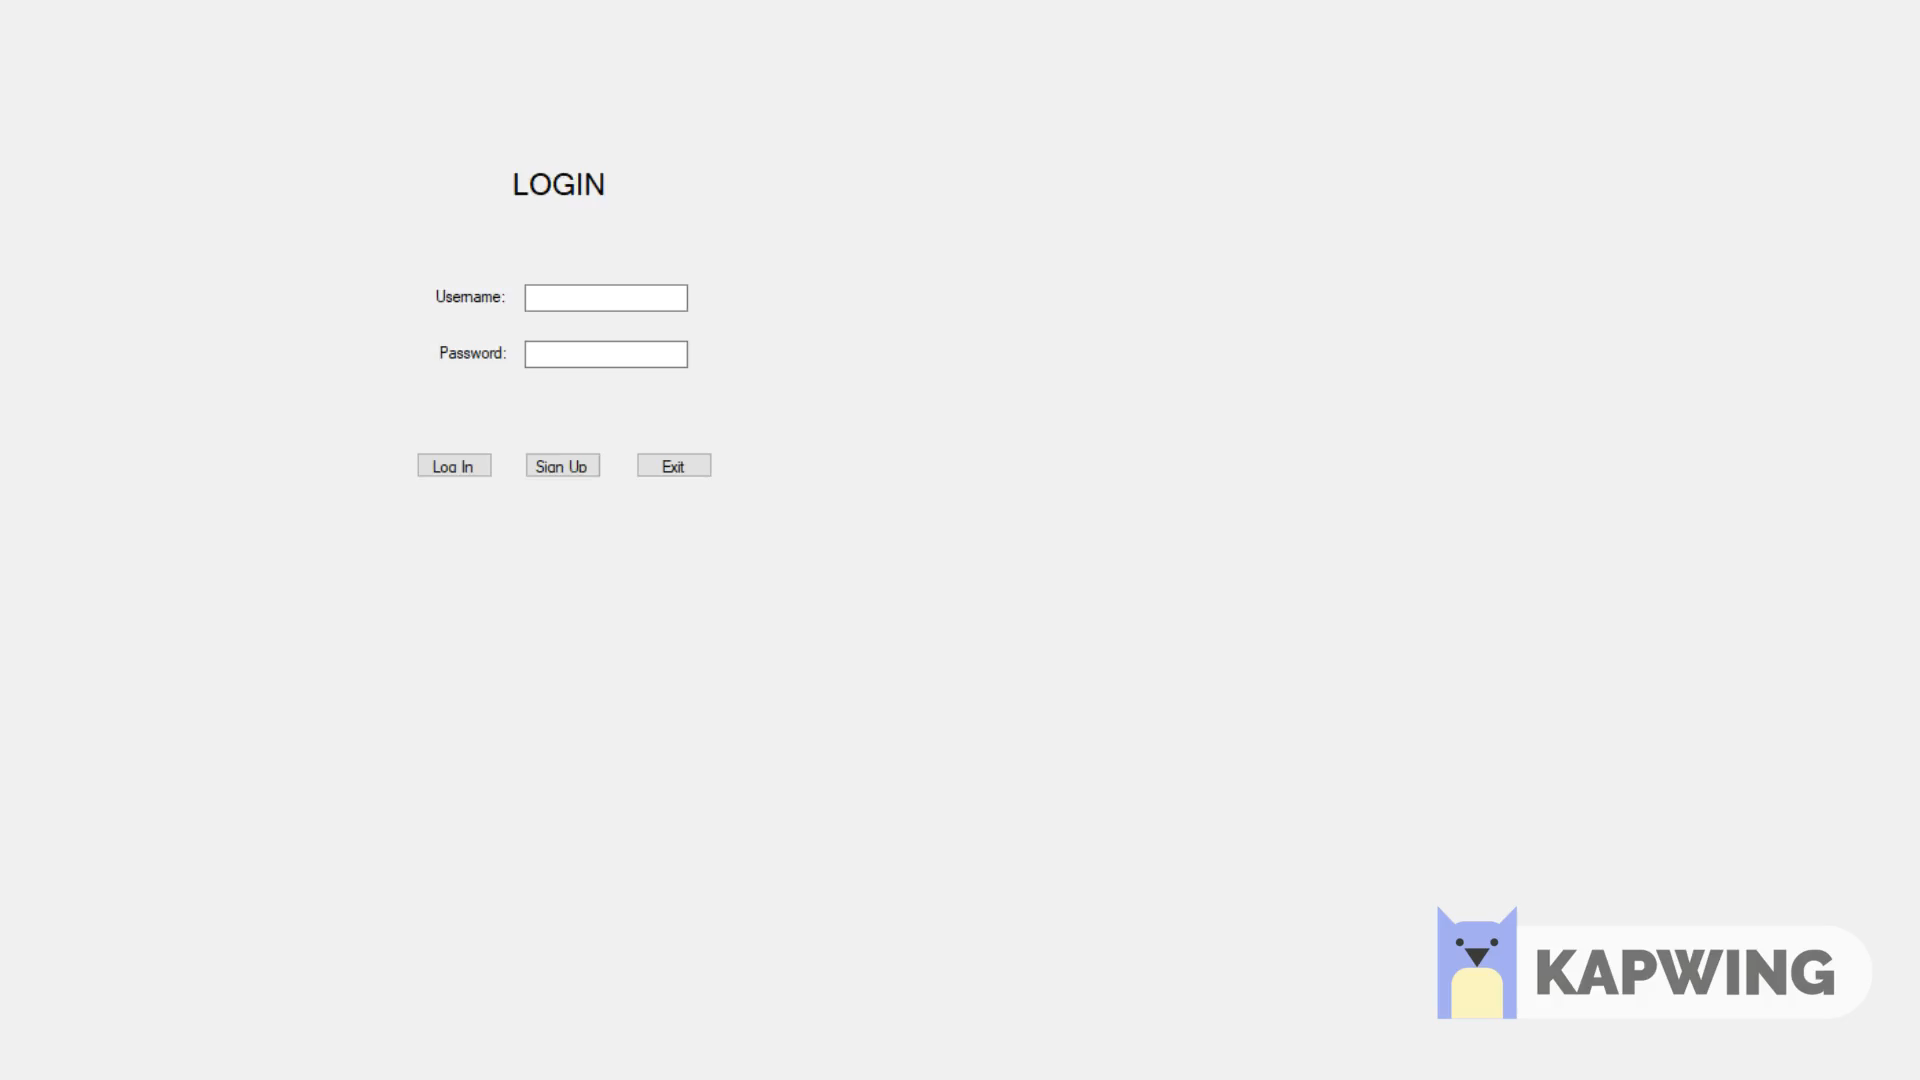 LOGIN
Username:
Password:
Log In Sign Up Exit
KAPWING